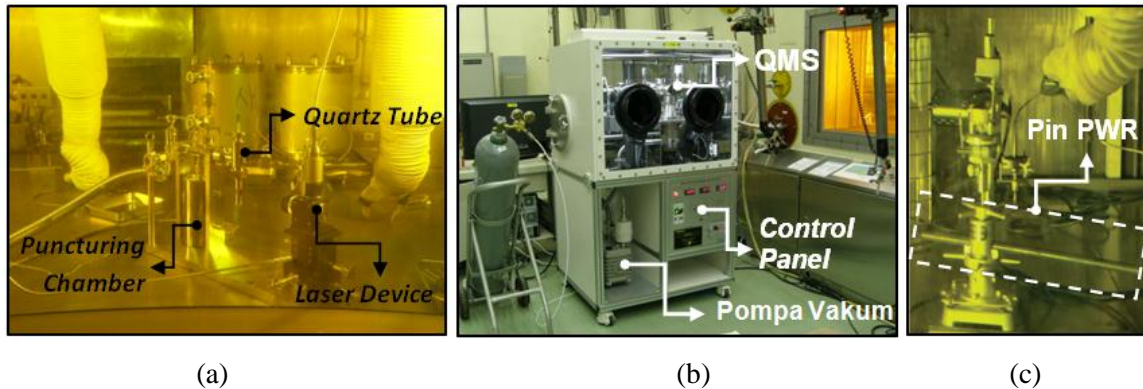 Quartz Tube
Puncturing
Chamber
Laser Device
QMS
Control
Panel
Pompa Vakum
Pin PWR
(a)
(b)
(c)